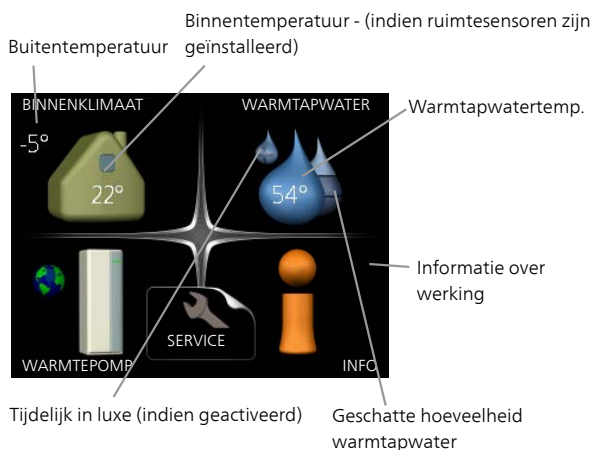 Binnentemperatuur - (indien ruimtesensoren zijn
geïnstalleerd)
Buitentemperatuur
BINNENKLIMAAT
WARMTAPWATER
Warmtapwatertemp.
-5°
22°
54°
Informatie over
werking
SERVICE
WARMTEPOMP
INFO
Tijdelijk in luxe (indien geactiveerd)
Geschatte hoeveelheid
warmtapwater